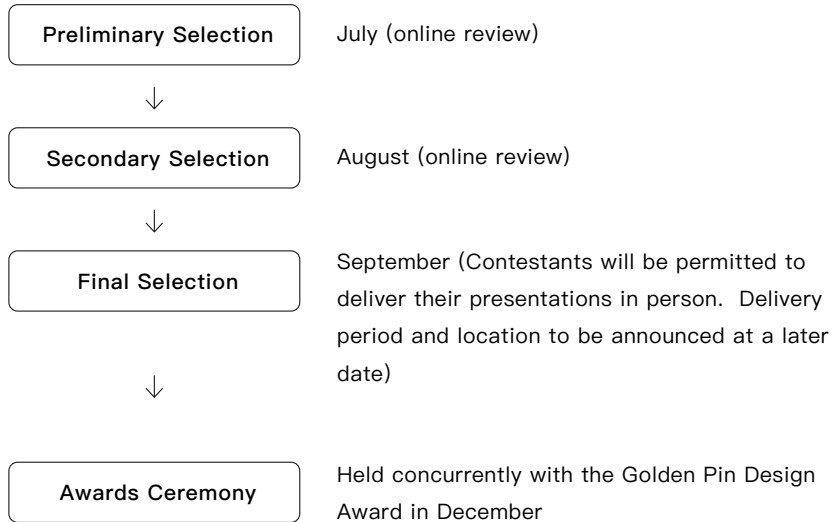 Preliminary Selection
July (online review)
↓
Secondary Selection
August (online review)
↓
Final Selection
September (Contestants will be permitted to
deliver their presentations in person. Delivery
period and location to be announced at a later
date)
↓
Awards Ceremony
Held concurrently with the Golden Pin Design
Award in December